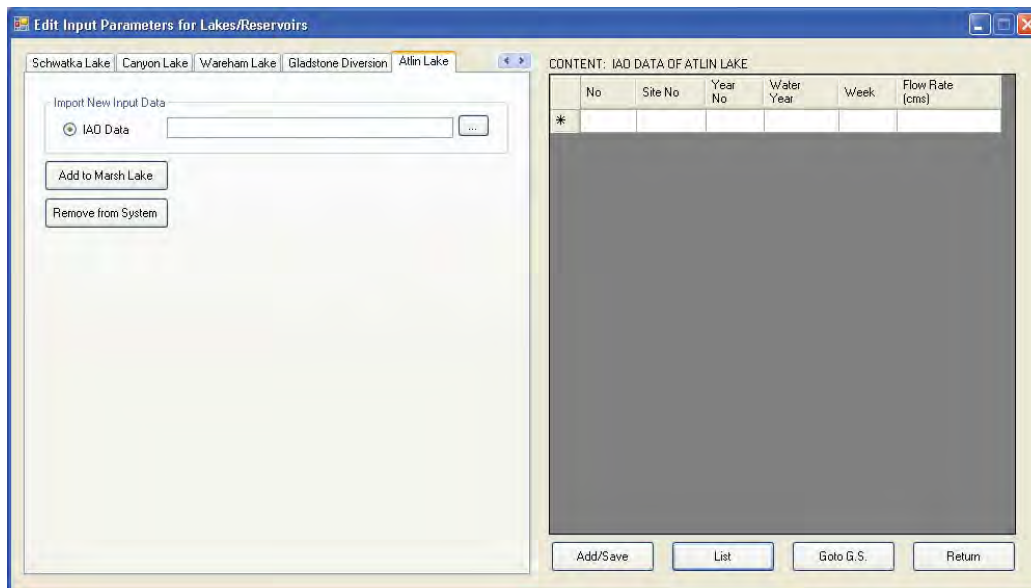 Edit Input Parameters for Lakes/Reservoirs
Schwatka Lake Canyon Lake Wareham Lake Gladstone Diversion Atlin Lake
Import New Input Data
IAO Data ...
Add to Marsh Lake
Remove from System
CONTENT: IAO DATA OF ATLIN LAKE
No Site No Year No Water Year Week Flow Rate (cms)
*
Add/Save List Goto G.S. Return